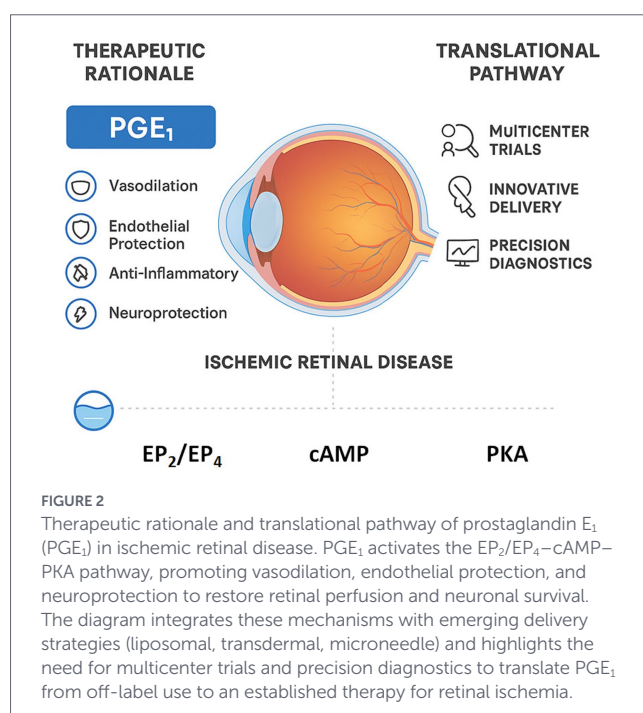 THERAPEUTIC
RATIONALE
PGE₁
Vasodilation
Endothelial
Protection
Anti-Inflammatory
Neuroprotection
TRANSLATIONAL
PATHWAY
MULTICENTER
TRIALS
INNOVATIVE
DELIVERY
PRECISION
DIAGNOSTICS
ISCHEMIC RETINAL DISEASE
EP₂/EP₄ cAMP PKA
FIGURE 2
Therapeutic rationale and translational pathway of prostaglandin E₁
(PGE₁) in ischemic retinal disease. PGE₁ activates the EP₂/EP₄–cAMP–
PKA pathway, promoting vasodilation, endothelial protection, and
neuroprotection to restore retinal perfusion and neuronal survival.
The diagram integrates these mechanisms with emerging delivery
strategies (liposomal, transdermal, microneedle) and highlights the
need for multicenter trials and precision diagnostics to translate PGE₁
from off-label use to an established therapy for retinal ischemia.